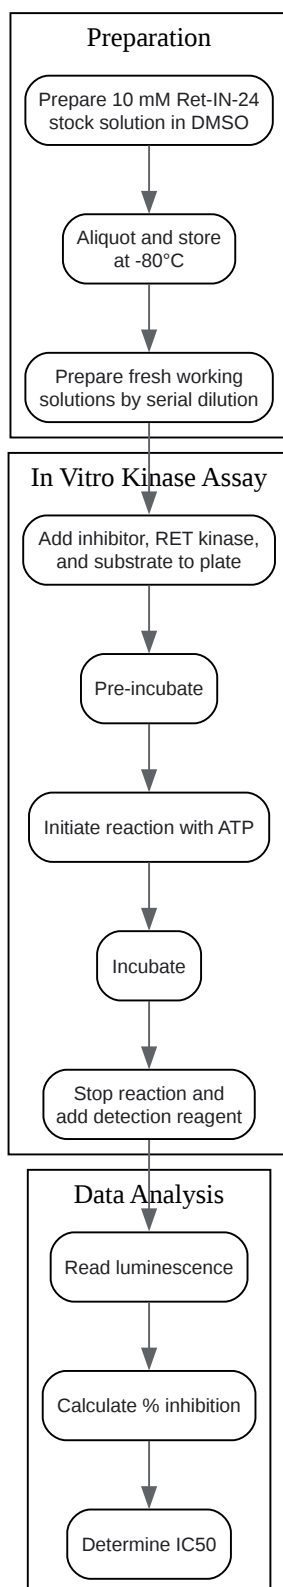 Preparation
Prepare 10 mM Ret-IN-24
stock solution in DMSO
Aliquot and store
at -80°C
Prepare fresh working
solutions by serial dilution
In Vitro Kinase Assay
Add inhibitor, RET kinase,
and substrate to plate
Pre-incubate
Initiate reaction with ATP
Incubate
Stop reaction and
add detection reagent
Data Analysis
Read luminescence
Calculate % inhibition
Determine IC50